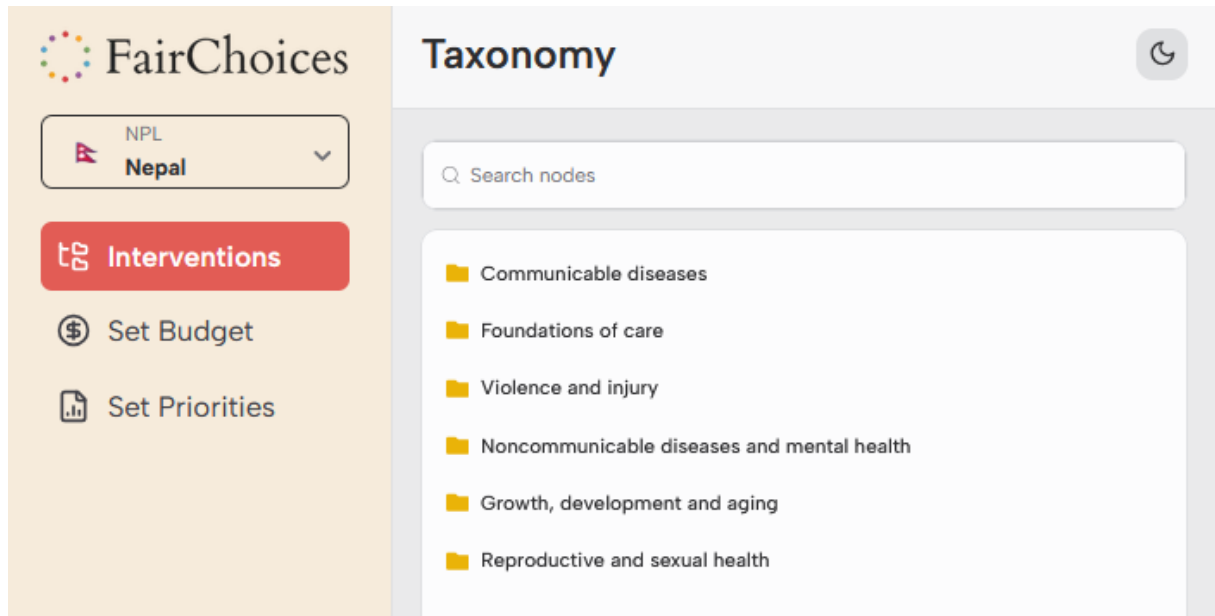 FairChoices
NPL
Nepal
Interventions
Set Budget
Set Priorities
Taxonomy
Search nodes
Communicable diseases
Foundations of care
Violence and injury
Noncommunicable diseases and mental health
Growth, development and aging
Reproductive and sexual health